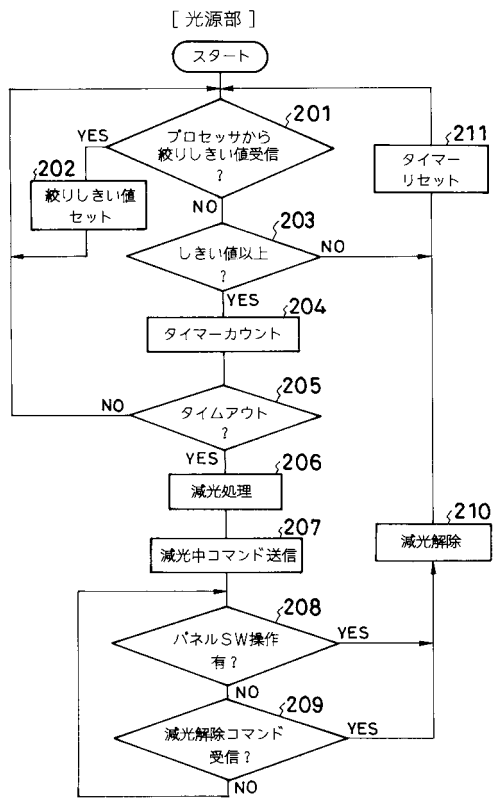 [光源部]
スタート
201
プロセッサから
絞りしきい値受信
?
YES
NO
202
絞りしきい値
セット
211
タイマー
リセット
203
しきい値以上
?
NO
YES
204
タイマーカウント
205
タイムアウト
?
NO
YES
206
減光処理
207
減光中コマンド送信
210
減光解除
208
パネルSW操作
有?
YES
NO
209
減光解除コマンド
受信?
YES
NO